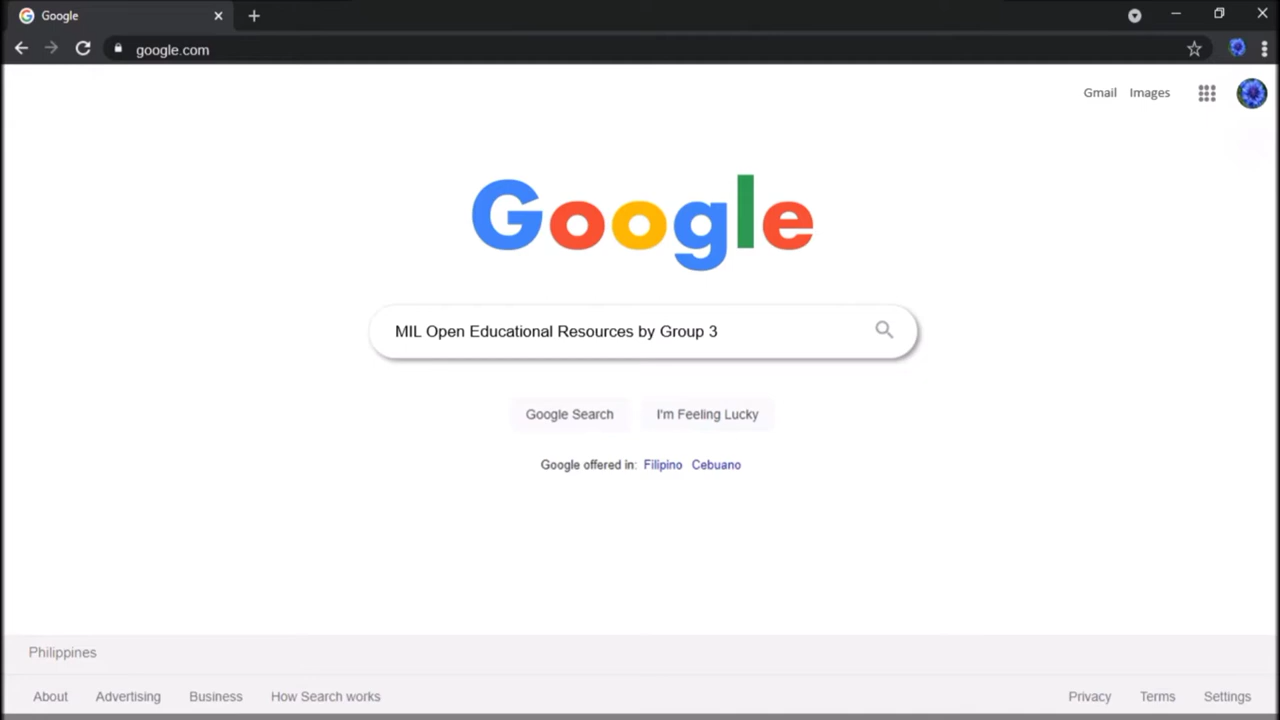 Google
google.com
Gmail Images
Google
MIL Open Educational Resources by Group 3
Google Search I'm Feeling Lucky
Google offered in: Filipino Cebuano
Philippines
About Advertising Business How Search works Privacy Terms Settings